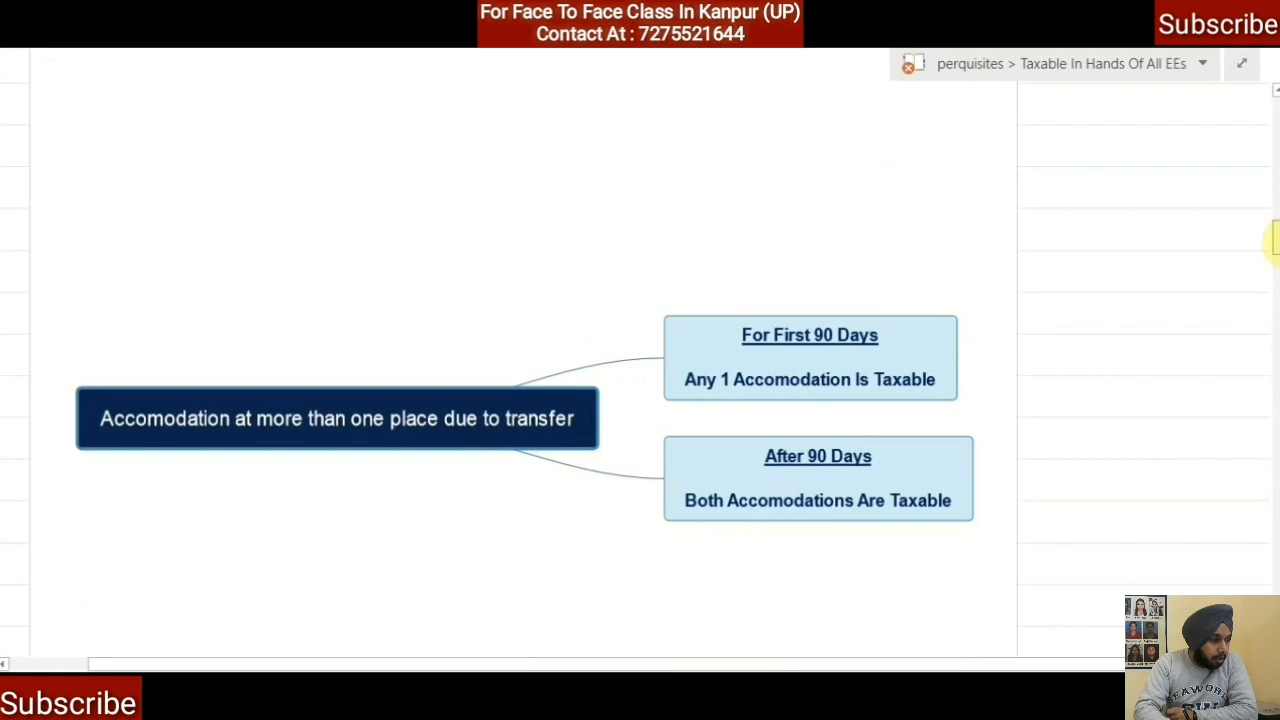 For Face To Face Class In Kanpur (UP)
Contact At : 7275521644
Subscribe
perquisites > Taxable In Hands Of All EEs
For First 90 Days
Any 1 Accomodation Is Taxable
Accomodation at more than one place due to transfer
After 90 Days
Both Accomodations Are Taxable
Subscribe
SEAWORL